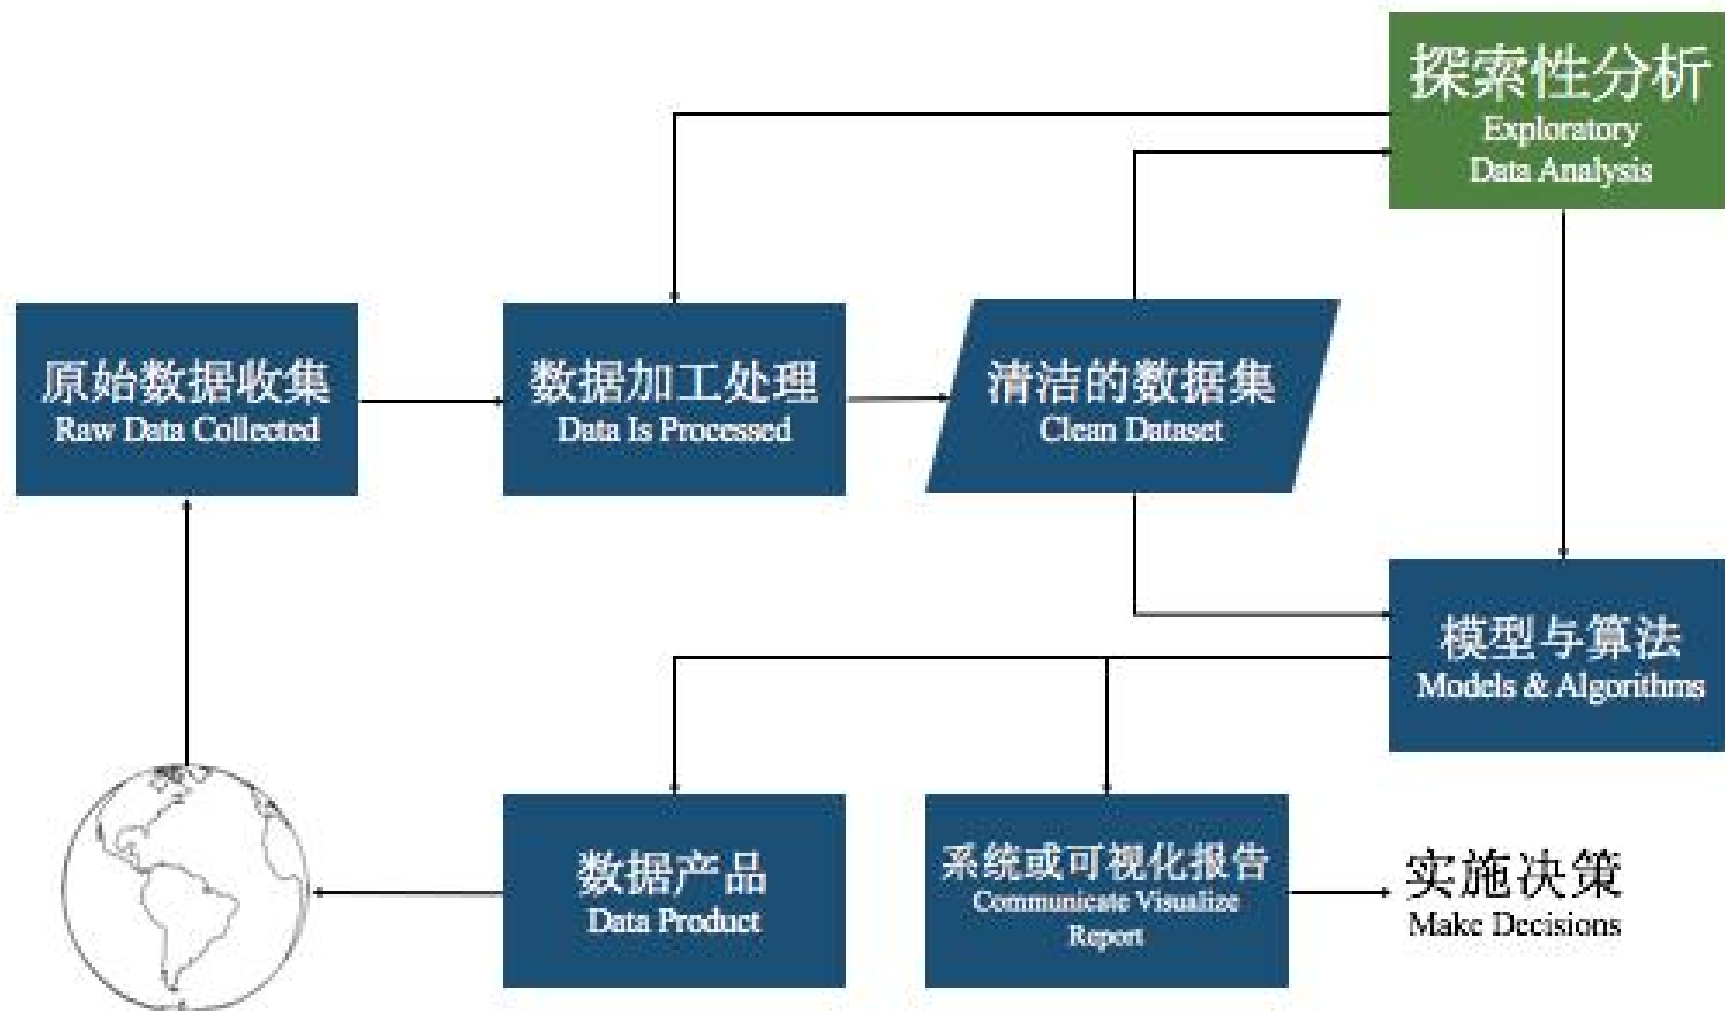 探索性分析
Exploratory
Data Analysis
原始数据收集
Raw Data Collected
数据加工处理
Data Is Processed
清洁的数据集
Clean Dataset
模型与算法
Models & Algorithms
数据产品
Data Product
系统或可视化报告
Communicate Visualize
Report
实施决策
Make Decisions